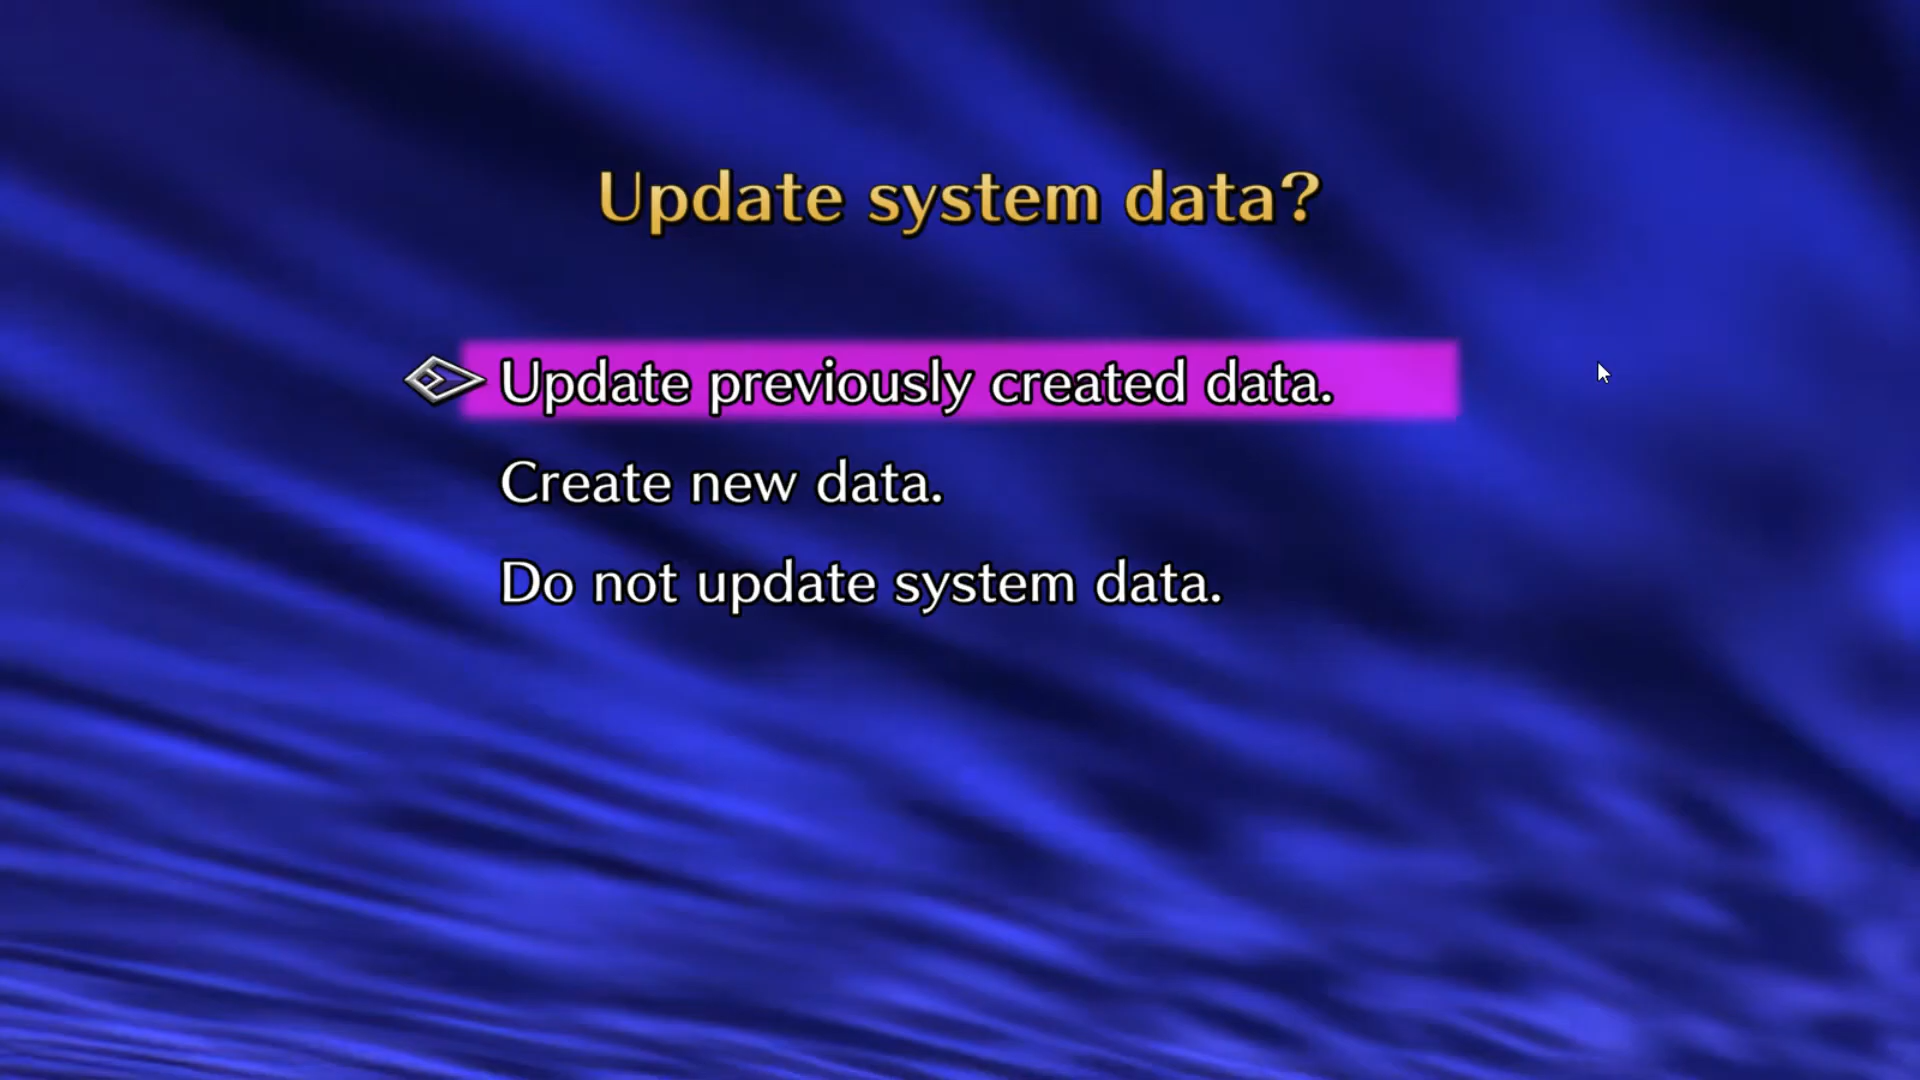 Update system data?
Update previously created data.
Create new data.
Do not update system data.